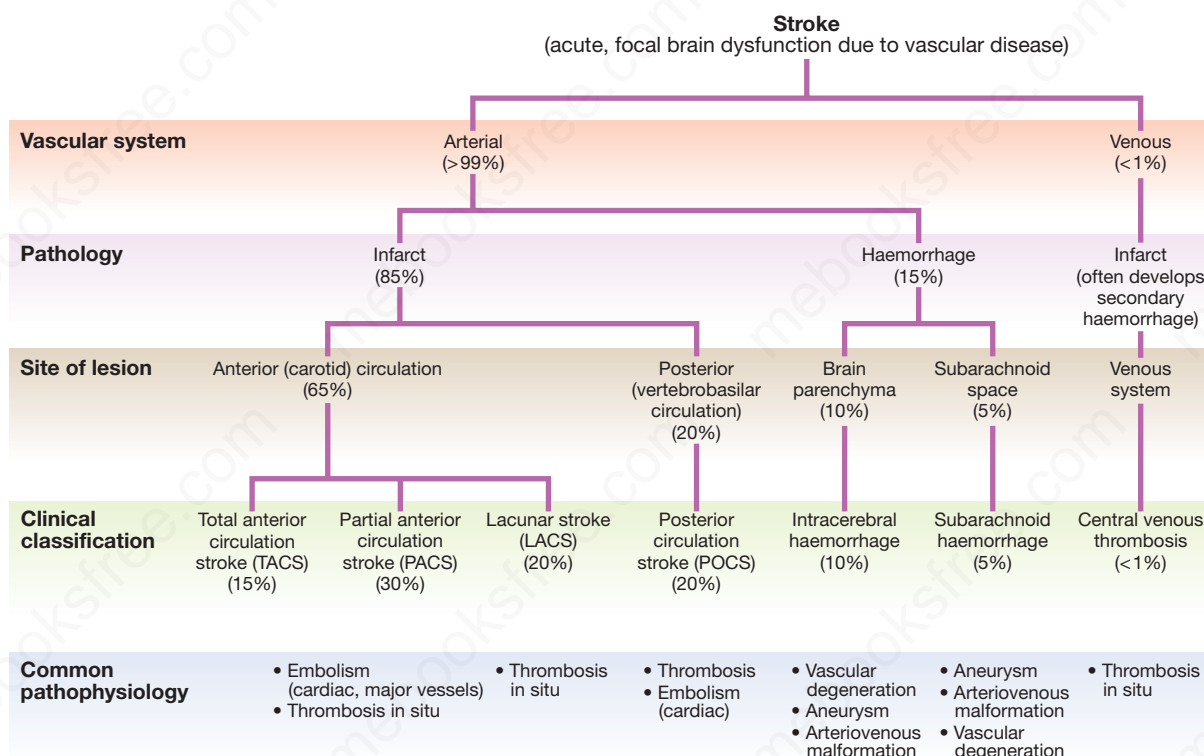 Stroke
(acute, focal brain dysfunction due to vascular disease)
Vascular system
Arterial
(>99%)
Venous
(<1%)
Pathology
Infarct
(85%)
Haemorrhage
(15%)
Infarct
(often develops
secondary
haemorrhage)
Site of lesion
Anterior (carotid) circulation
(65%)
Posterior
(vertebrobasilar
circulation)
(20%)
Brain
parenchyma
(10%)
Subarachnoid
space
(5%)
Venous
system
Clinical
classification
Total anterior
circulation
stroke (TACS)
(15%)
Partial anterior
circulation
stroke (PACS)
(30%)
Lacunar stroke
(LACS)
(20%)
Posterior
circulation
stroke (POCS)
(20%)
Intracerebral
haemorrhage
(10%)
Subarachnoid
haemorrhage
(5%)
Central venous
thrombosis
(<1%)
Common
pathophysiology
• Embolism
(cardiac, major vessels)
• Thrombosis in situ
• Thrombosis
in situ
• Thrombosis
• Embolism
(cardiac)
• Vascular
degeneration
• Aneurysm
• Arteriovenous
malformation
• Aneurysm
• Arteriovenous
malformation
• Vascular
degeneration
• Thrombosis
in situ